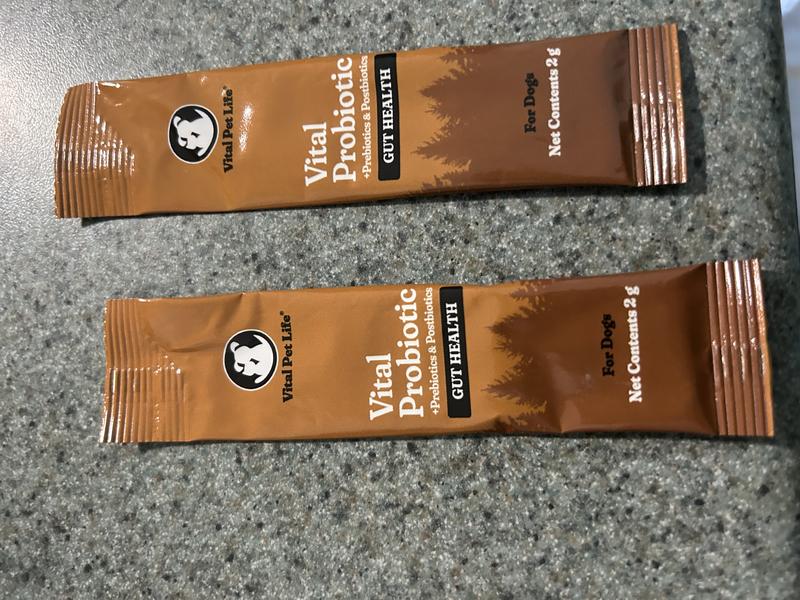 Vital Pet Life®
Vital
Probiotic
+Prebiotics & Postbiotics
GUT HEALTH
For Dogs
Net Contents 2 g
Vital Pet Life®
Vital
Probiotic
+Prebiotics & Postbiotics
GUT HEALTH
For Dogs
Net Contents 2 g